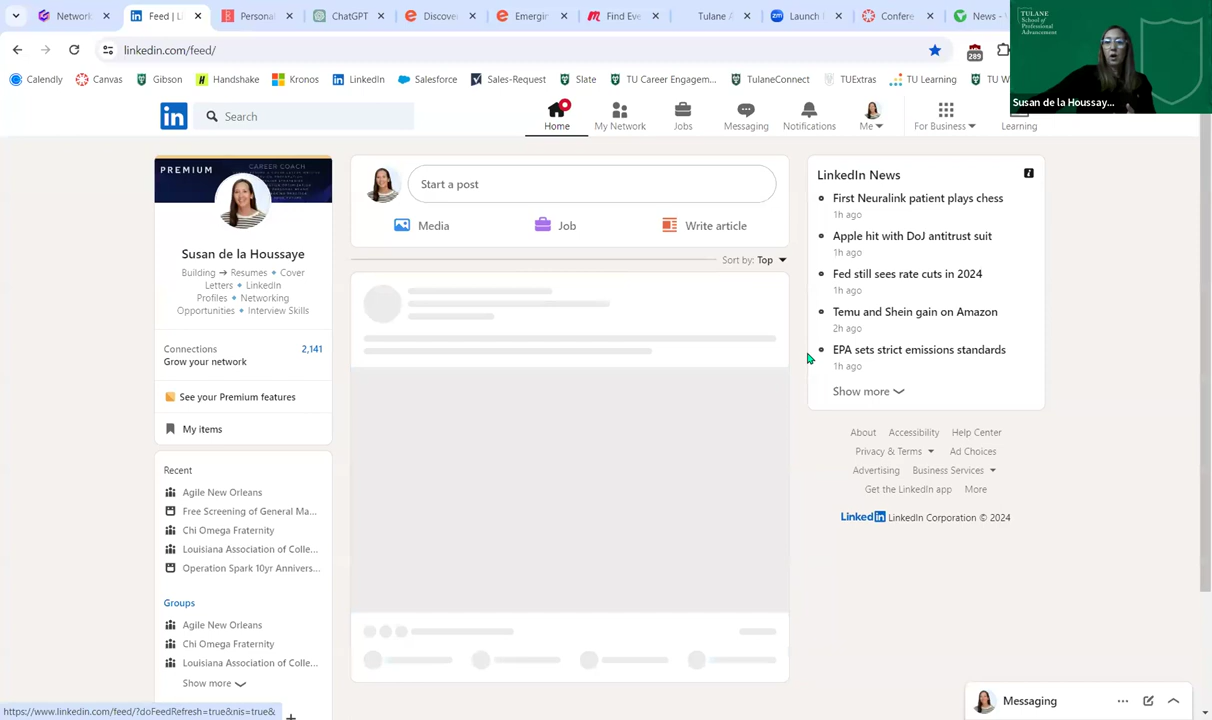 Network
Feed | 
Personal
ChatGPT
Discove
Emergin
Find Eve
Tulane A
Launch 
Confere
News - V
TULANE
School of
Professional
Advancement
linkedin.com/feed/
289
Calendly
Canvas
Gibson
Handshake
Kronos
LinkedIn
Salesforce
Sales-Request
Slate
TU Career Engagem...
TulaneConnect
TUExtras
TU Learning
TU W
Susan de la Houssay...
in
Search
Home
My Network
Jobs
Messaging
Notifications
Me
For Business
Learning
PREMIUM
CAREER COACH
Susan de la Houssaye
Building → Resumes 🔹 Cover
Letters 🔹 LinkedIn
Profiles 🔹 Networking
Opportunities 🔹 Interview Skills
Connections 2,141
Grow your network
See your Premium features
My items
Recent
Agile New Orleans
Free Screening of General Ma...
Chi Omega Fraternity
Louisiana Association of Colle...
Operation Spark 10yr Annivers...
Groups
Agile New Orleans
Chi Omega Fraternity
Louisiana Association of Colle...
Show more
https://www.linkedin.com/feed/?doFeedRefresh=true&nis=true&
Start a post
Media
Job
Write article
Sort by: Top
LinkedIn News
First Neuralink patient plays chess
1h ago
Apple hit with DoJ antitrust suit
1h ago
Fed still sees rate cuts in 2024
1h ago
Temu and Shein gain on Amazon
2h ago
EPA sets strict emissions standards
1h ago
Show more
About Accessibility Help Center
Privacy & Terms Ad Choices
Advertising Business Services
Get the LinkedIn app More
LinkedIn LinkedIn Corporation © 2024
Messaging